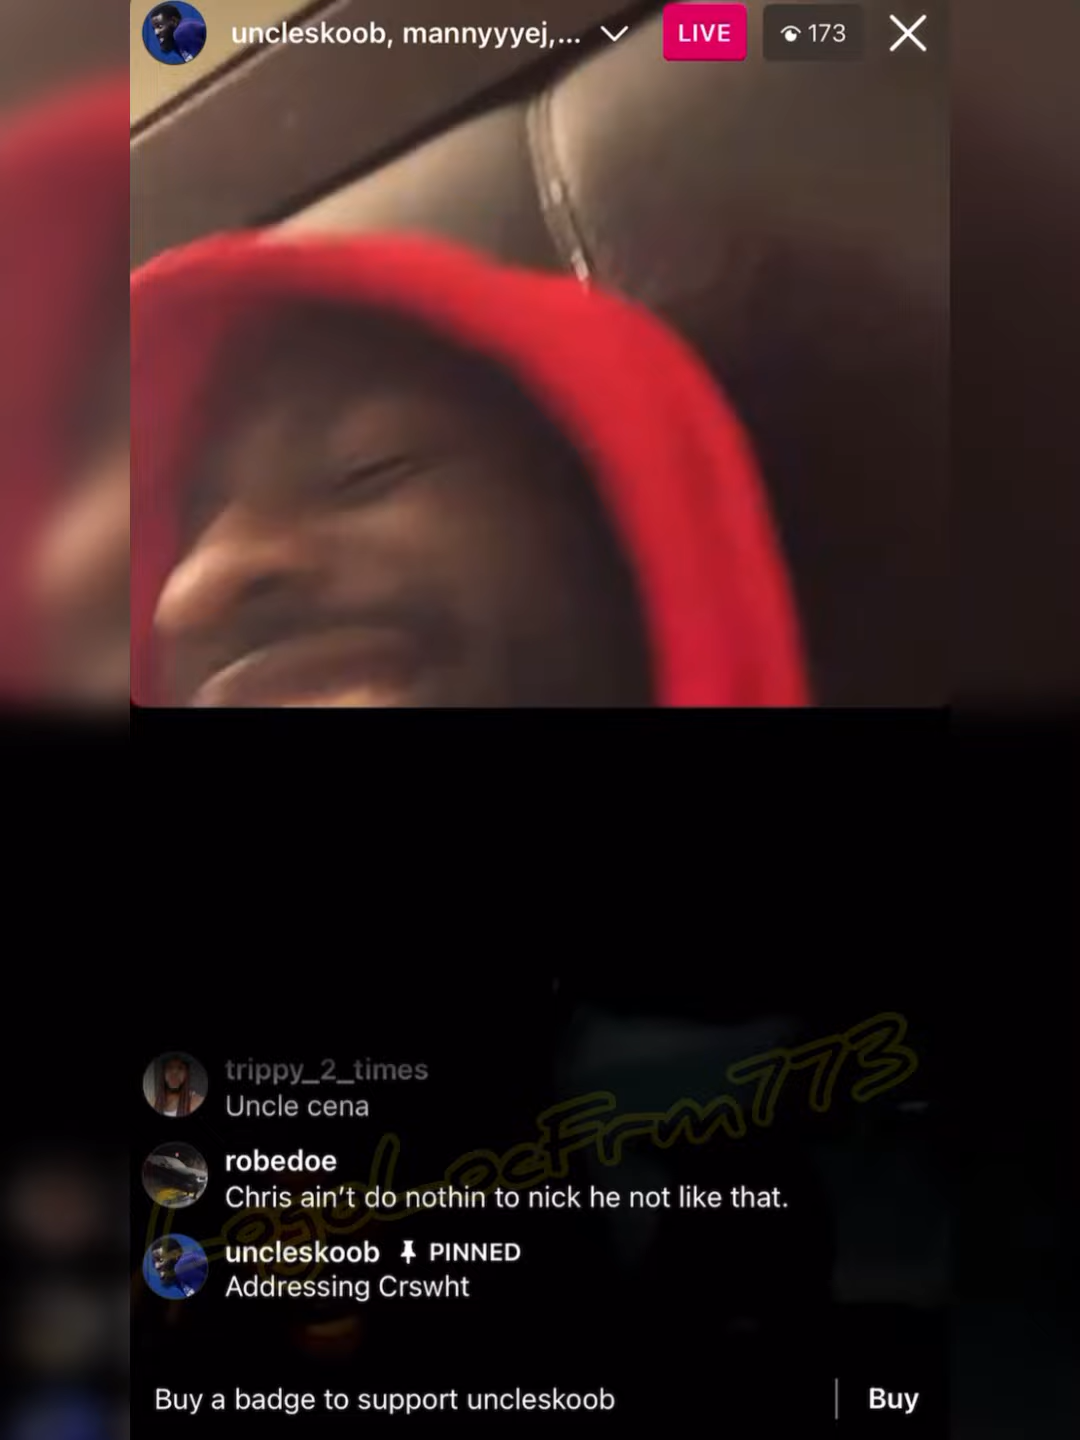 uncleskoob, mannyyyej,...
LIVE
173
trippy_2_times
Uncle cena
robedoe
Chris ain't do nothin to nick he not like that.
uncleskoob PINNED
Addressing Crswht
LogoLocFrm773
Buy a badge to support uncleskoob
Buy